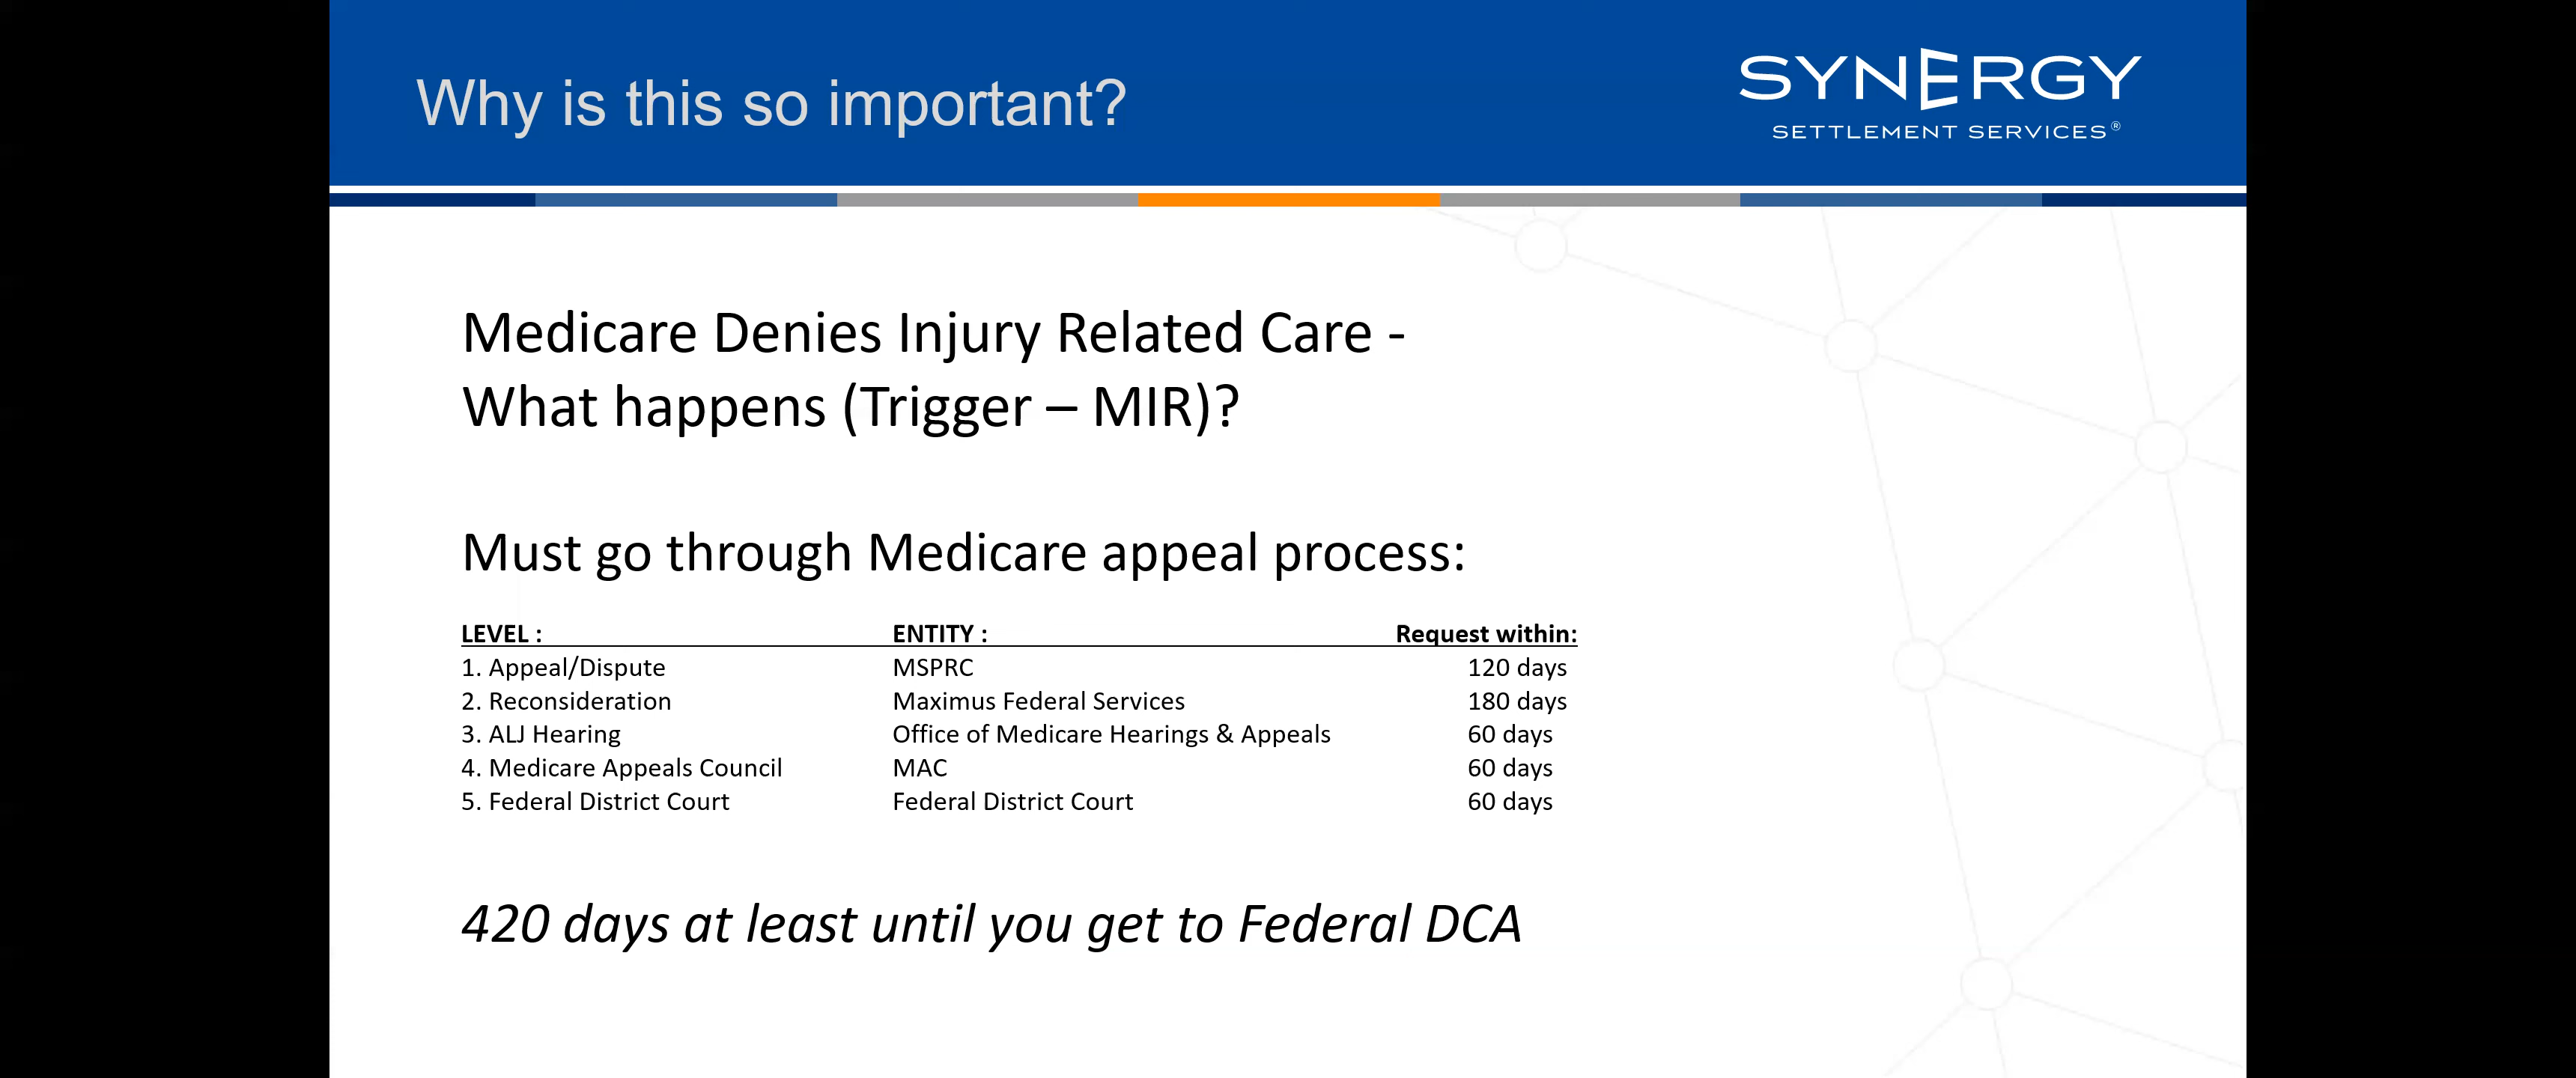 Why is this so important?
SYNERGY
SETTLEMENT SERVICES®
Medicare Denies Injury Related Care -
What happens (Trigger – MIR)?
Must go through Medicare appeal process:
LEVEL : ENTITY : Request within:
1. Appeal/Dispute MSPRC 120 days
2. Reconsideration Maximus Federal Services 180 days
3. ALJ Hearing Office of Medicare Hearings & Appeals 60 days
4. Medicare Appeals Council MAC 60 days
5. Federal District Court Federal District Court 60 days
420 days at least until you get to Federal DCA